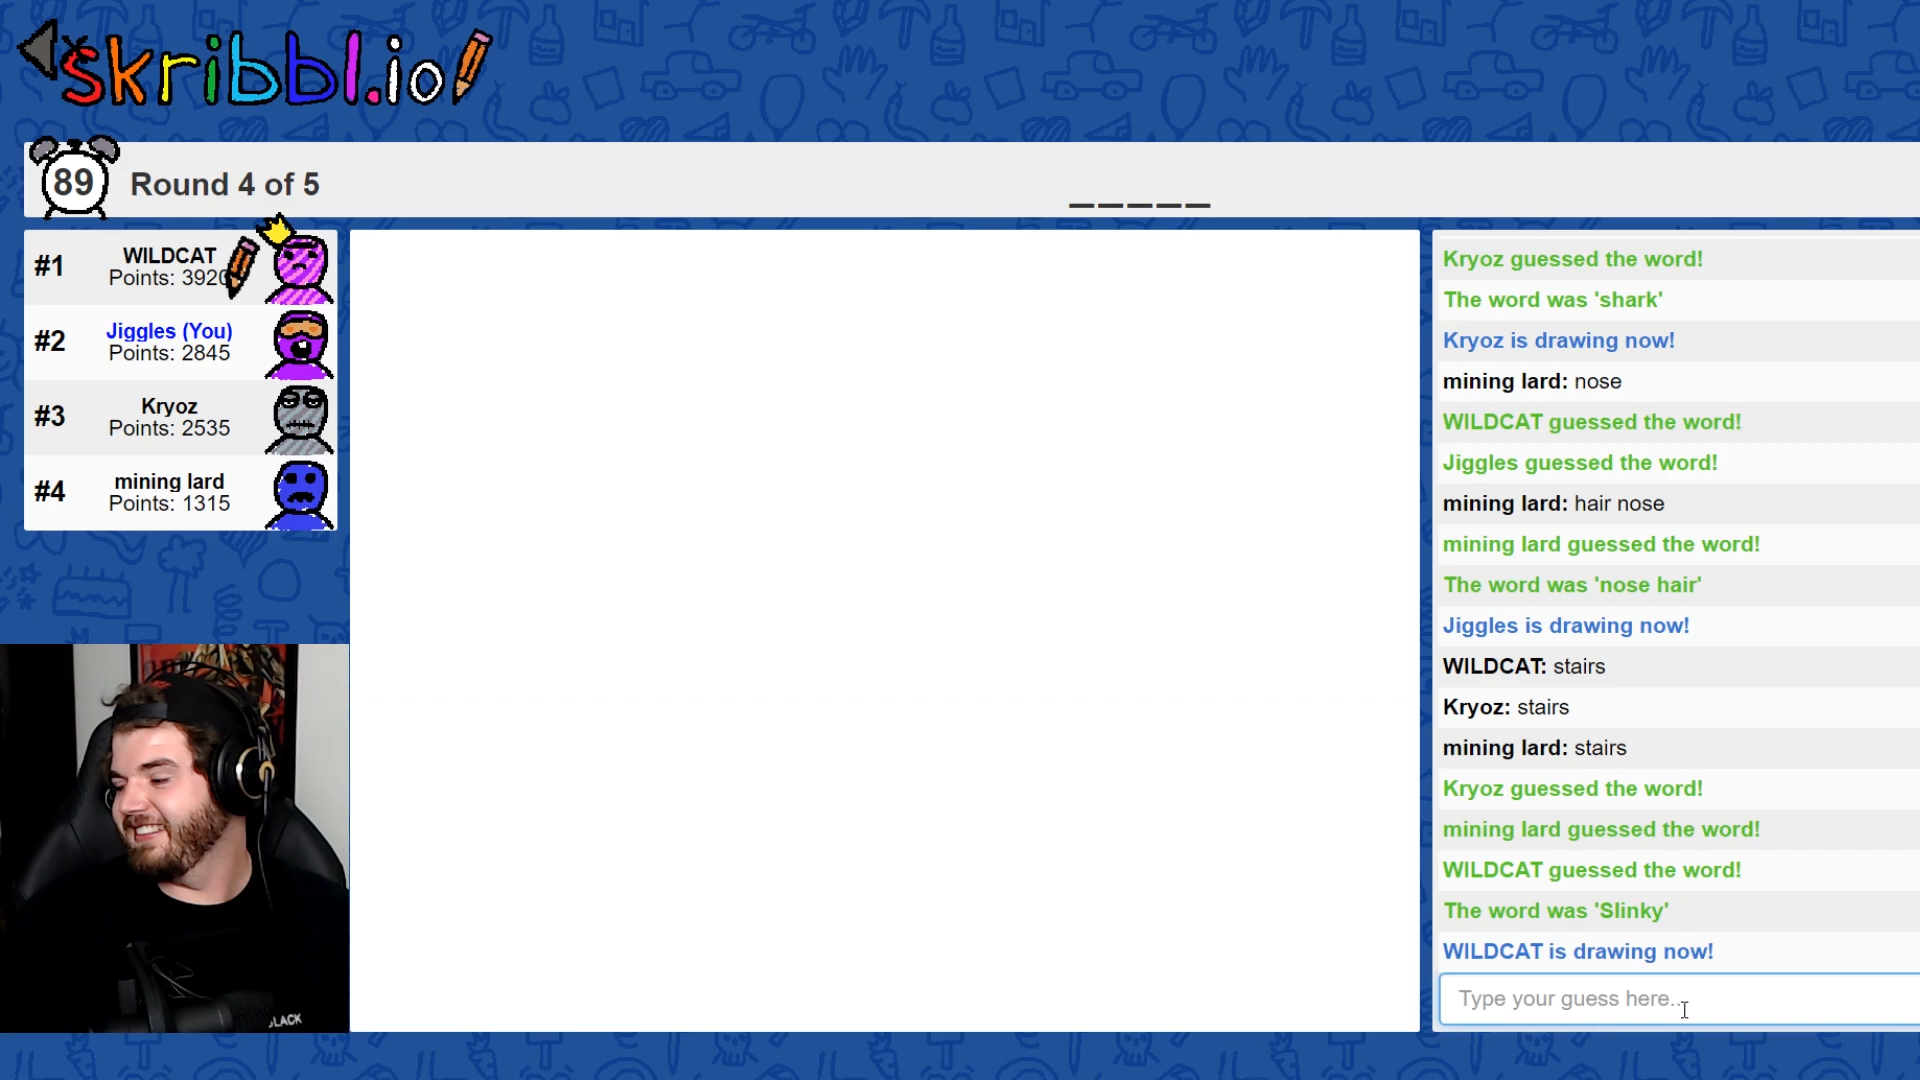 skribbl.io
89
Round 4 of 5
_____
#1
WILDCAT
Points: 3920
#2
Jiggles (You)
Points: 2845
#3
Kryoz
Points: 2535
#4
mining lard
Points: 1315
Kryoz guessed the word!
The word was 'shark'
Kryoz is drawing now!
mining lard: nose
WILDCAT guessed the word!
Jiggles guessed the word!
mining lard: hair nose
mining lard guessed the word!
The word was 'nose hair'
Jiggles is drawing now!
WILDCAT: stairs
Kryoz: stairs
mining lard: stairs
Kryoz guessed the word!
mining lard guessed the word!
WILDCAT guessed the word!
The word was 'Slinky'
WILDCAT is drawing now!
Type your guess here...